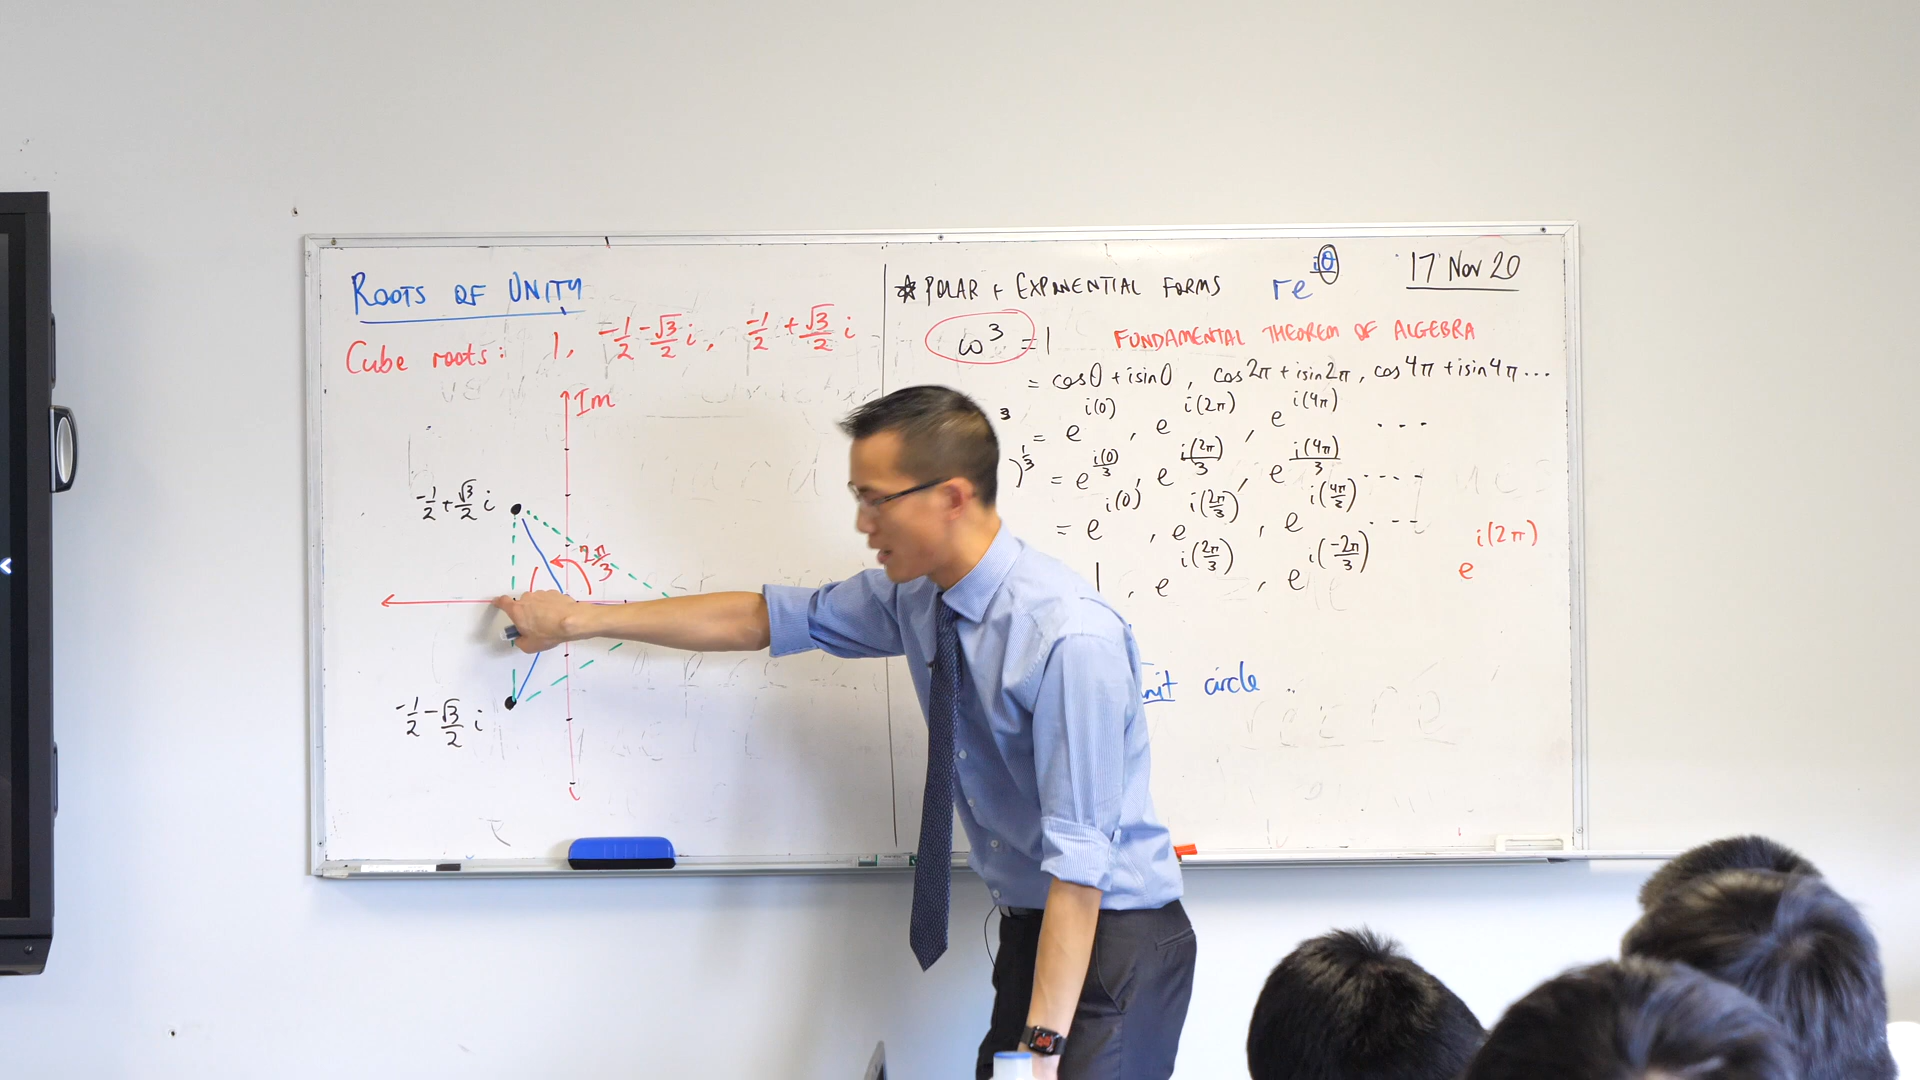 ROOTS OF UNITY
Cube roots: 1, -1/2 - √3/2 i, -1/2 + √3/2 i
Im
-1/2 + √3/2 i
2π/3
-1/2 - √3/2 i
* POLAR + EXPONENTIAL FORMS re^{iθ}
17 Nov 20
ω³ = 1
FUNDAMENTAL THEOREM OF ALGEBRA
= cos0 + isin0, cos2π + isin2π, cos4π + isin4π ...
3 = e^{i(0)}, e^{i(2π)}, e^{i(4π)} ...
)^{1/3} = e^{i(0)/3}, e^{i(2π)/3}, e^{i(4π)/3} ....
= e^{i(0)}, e^{i(2π/3)}, e^{i(4π/3)} ...
1, e^{i(2π/3)}, e^{i(-2π/3)}
e^{i(2π)}
circle ..